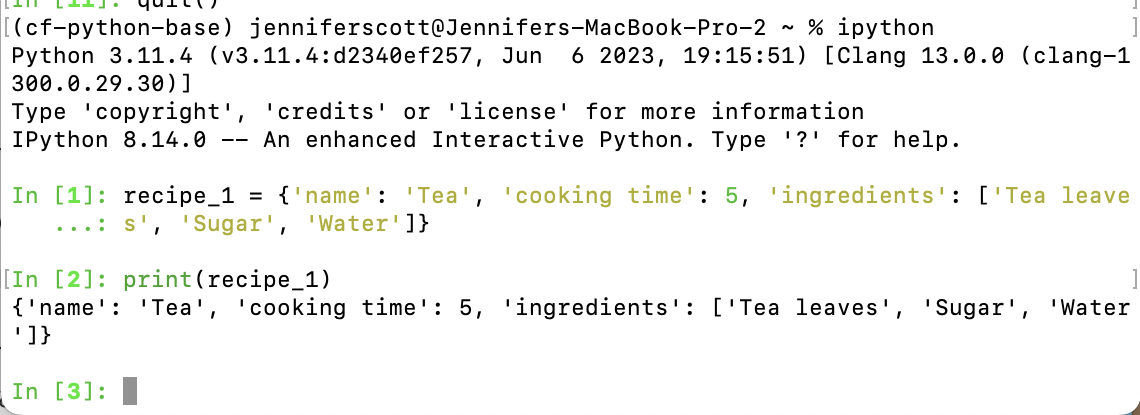 In [11]: quit()
(cf-python-base) jenniferscott@Jennifers-MacBook-Pro-2 ~ % ipython
Python 3.11.4 (v3.11.4:d2340ef257, Jun  6 2023, 19:15:51) [Clang 13.0.0 (clang-1
300.0.29.30)]
Type 'copyright', 'credits' or 'license' for more information
IPython 8.14.0 -- An enhanced Interactive Python. Type '?' for help.
In [1]: recipe_1 = {'name': 'Tea', 'cooking time': 5, 'ingredients': ['Tea leave
   ...: s', 'Sugar', 'Water']}
In [2]: print(recipe_1)
{'name': 'Tea', 'cooking time': 5, 'ingredients': ['Tea leaves', 'Sugar', 'Water
']}
In [3]: